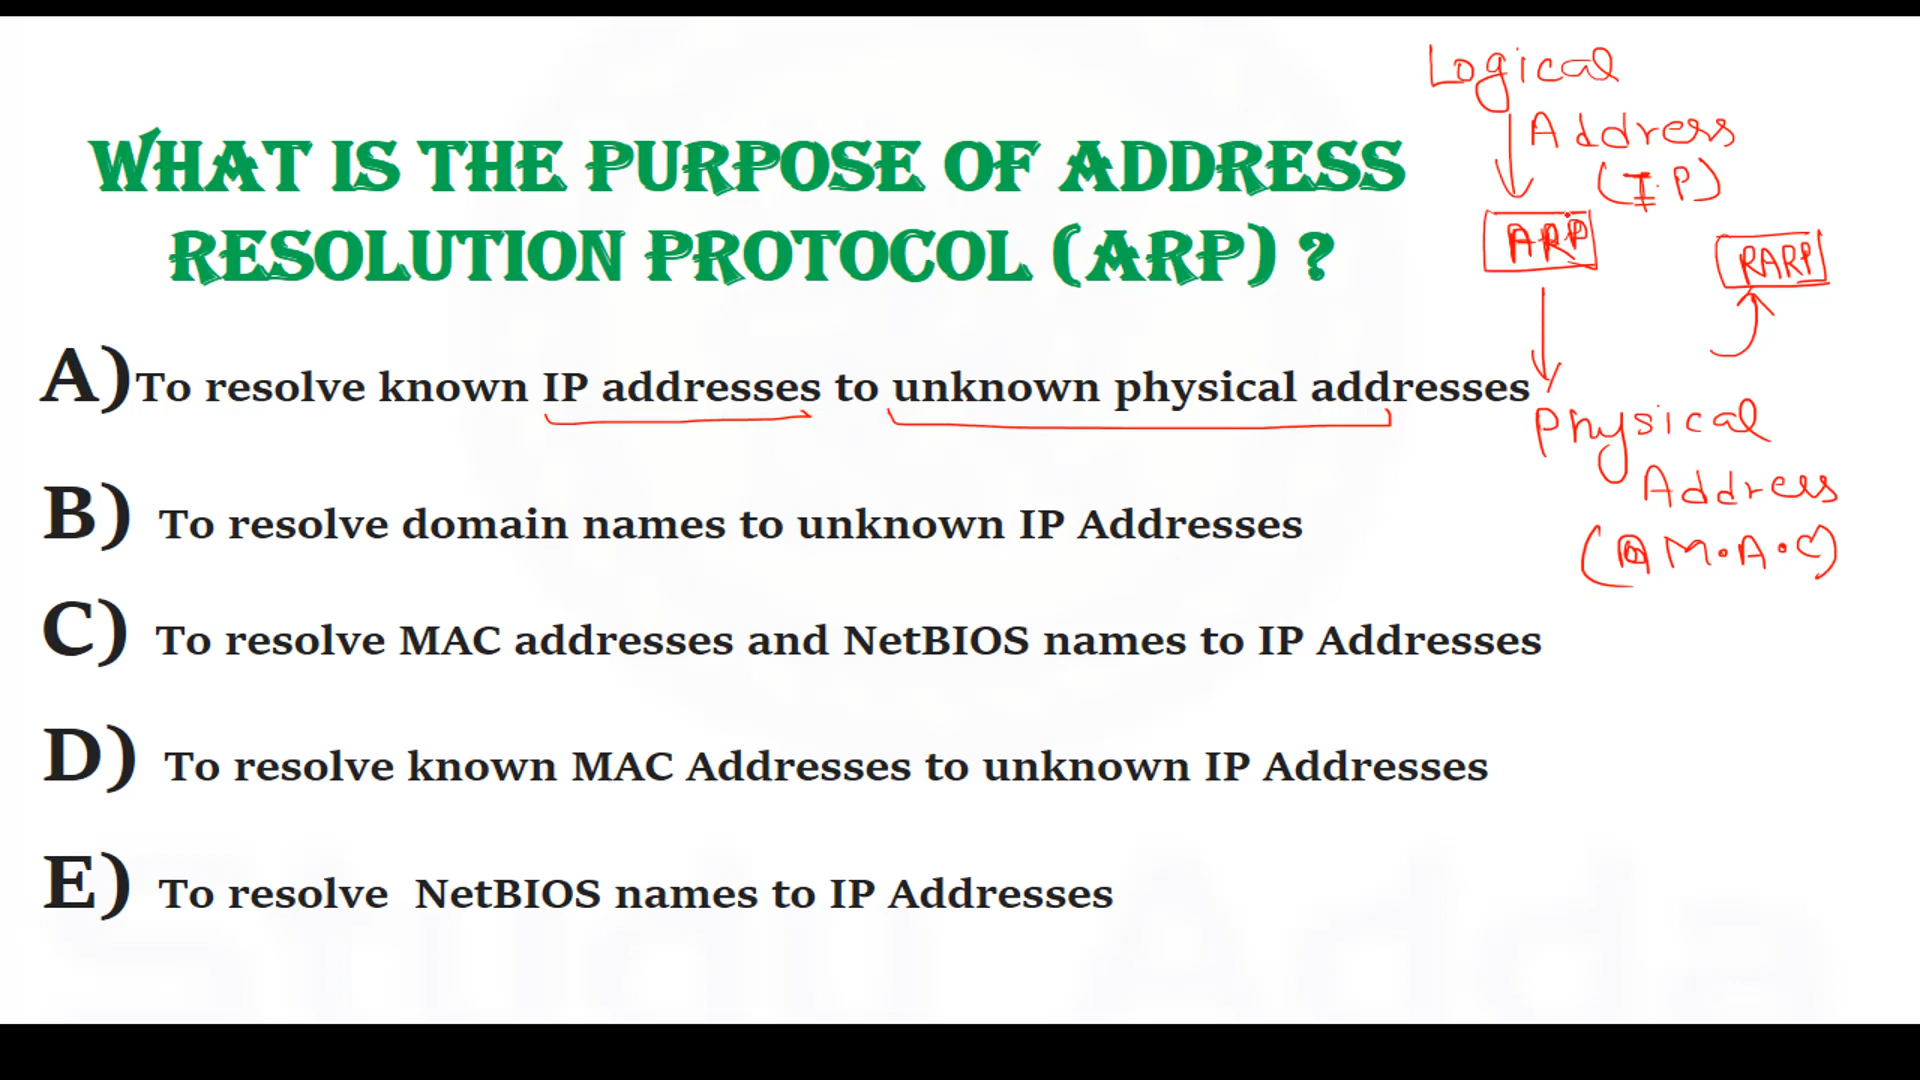 WHAT IS THE PURPOSE OF ADDRESS
RESOLUTION PROTOCOL (ARP) ?
A) To resolve known IP addresses to unknown physical addresses
B) To resolve domain names to unknown IP Addresses
C) To resolve MAC addresses and NetBIOS names to IP Addresses
D) To resolve known MAC Addresses to unknown IP Addresses
E) To resolve NetBIOS names to IP Addresses
Logical
Address
(I.P)
ARP
RARP
Physical
Address
(M.A.C)
Study Adda